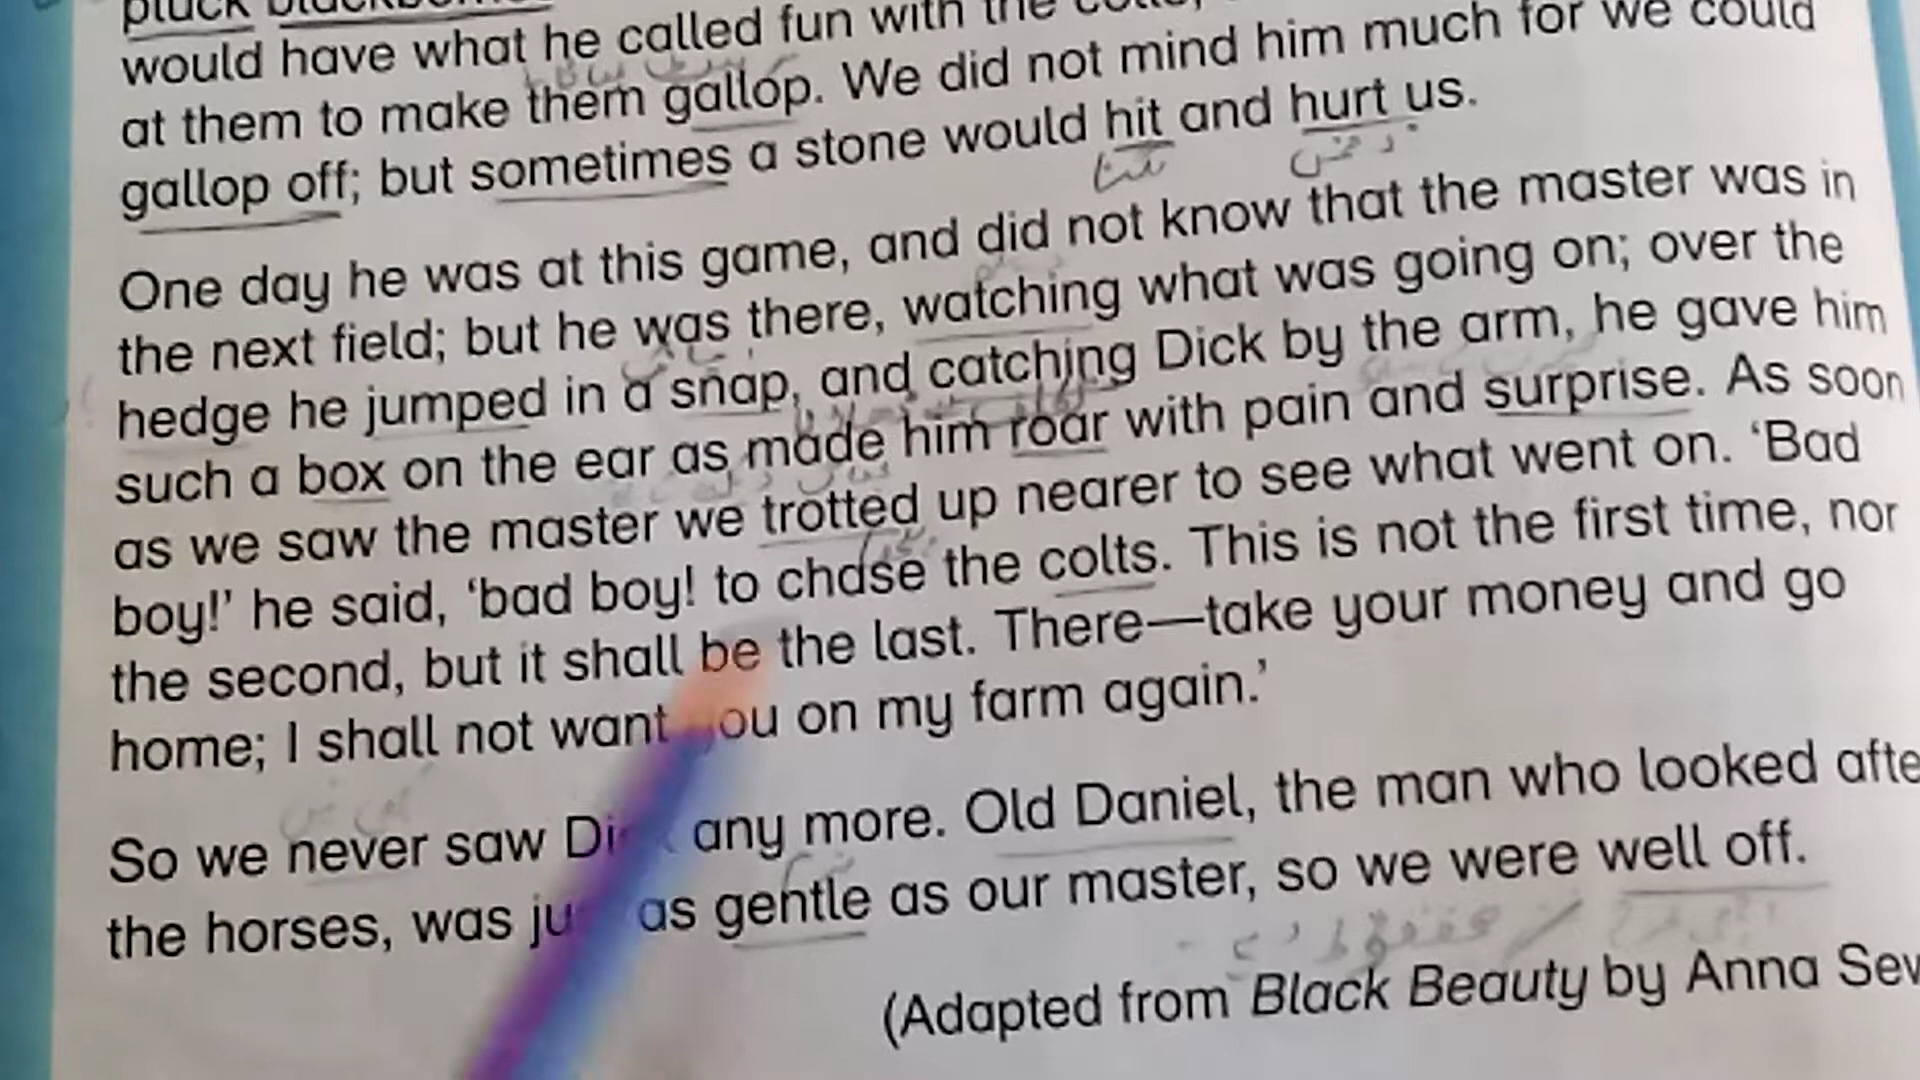 pluck
would have what he called fun with the
at them to make them gallop. We did not mind him much for we could
gallop off; but sometimes a stone would hit and hurt us.
One day he was at this game, and did not know that the master was in
the next field; but he was there, watching what was going on; over the
hedge he jumped in a snap, and catching Dick by the arm, he gave him
such a box on the ear as made him roar with pain and surprise. As soon
as we saw the master we trotted up nearer to see what went on. ‘Bad
boy!’ he said, ‘bad boy! to chase the colts. This is not the first time, nor
the second, but it shall be the last. There—take your money and go
home; I shall not want you on my farm again.’
So we never saw any more. Old Daniel, the man who looked afte
the horses, was as gentle as our master, so we were well off.
(Adapted from Black Beauty by Anna Sew